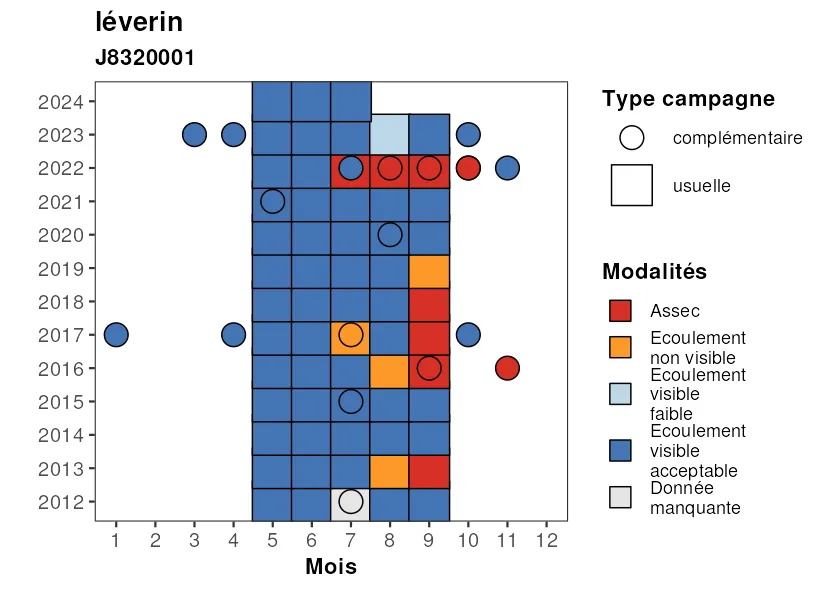 léverin
J8320001
2024
2023
2022
2021
2020
2019
2018
2017
2016
2015
2014
2013
2012
1 2 3 4 5 6 7 8 9 10 11 12
Mois
Type campagne
complémentaire
usuelle
Modalités
Assec
Ecoulement
non visible
Ecoulement
visible
faible
Ecoulement
visible
acceptable
Donnée
manquante